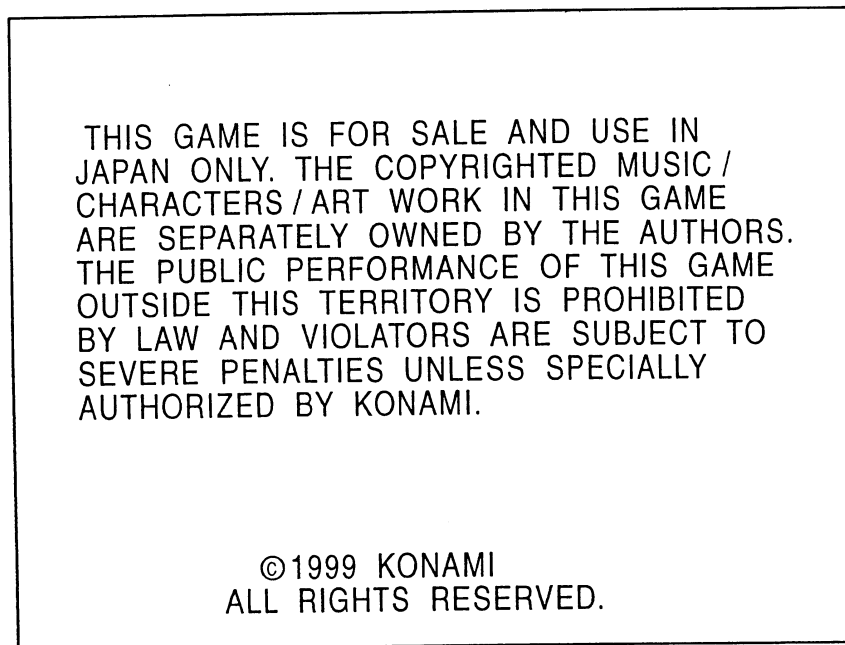 THIS GAME IS FOR SALE AND USE IN
JAPAN ONLY. THE COPYRIGHTED MUSIC /
CHARACTERS / ART WORK IN THIS GAME
ARE SEPARATELY OWNED BY THE AUTHORS.
THE PUBLIC PERFORMANCE OF THIS GAME
OUTSIDE THIS TERRITORY IS PROHIBITED
BY LAW AND VIOLATORS ARE SUBJECT TO
SEVERE PENALTIES UNLESS SPECIALLY
AUTHORIZED BY KONAMI.
©1999 KONAMI
ALL RIGHTS RESERVED.